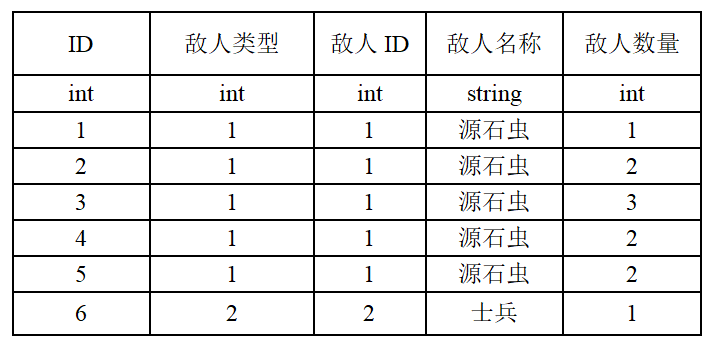 ID 敌人类型 敌人 ID 敌人名称 敌人数量
int int int string int
1 1 1 源石虫 1
2 1 1 源石虫 2
3 1 1 源石虫 3
4 1 1 源石虫 2
5 1 1 源石虫 2
6 2 2 士兵 1